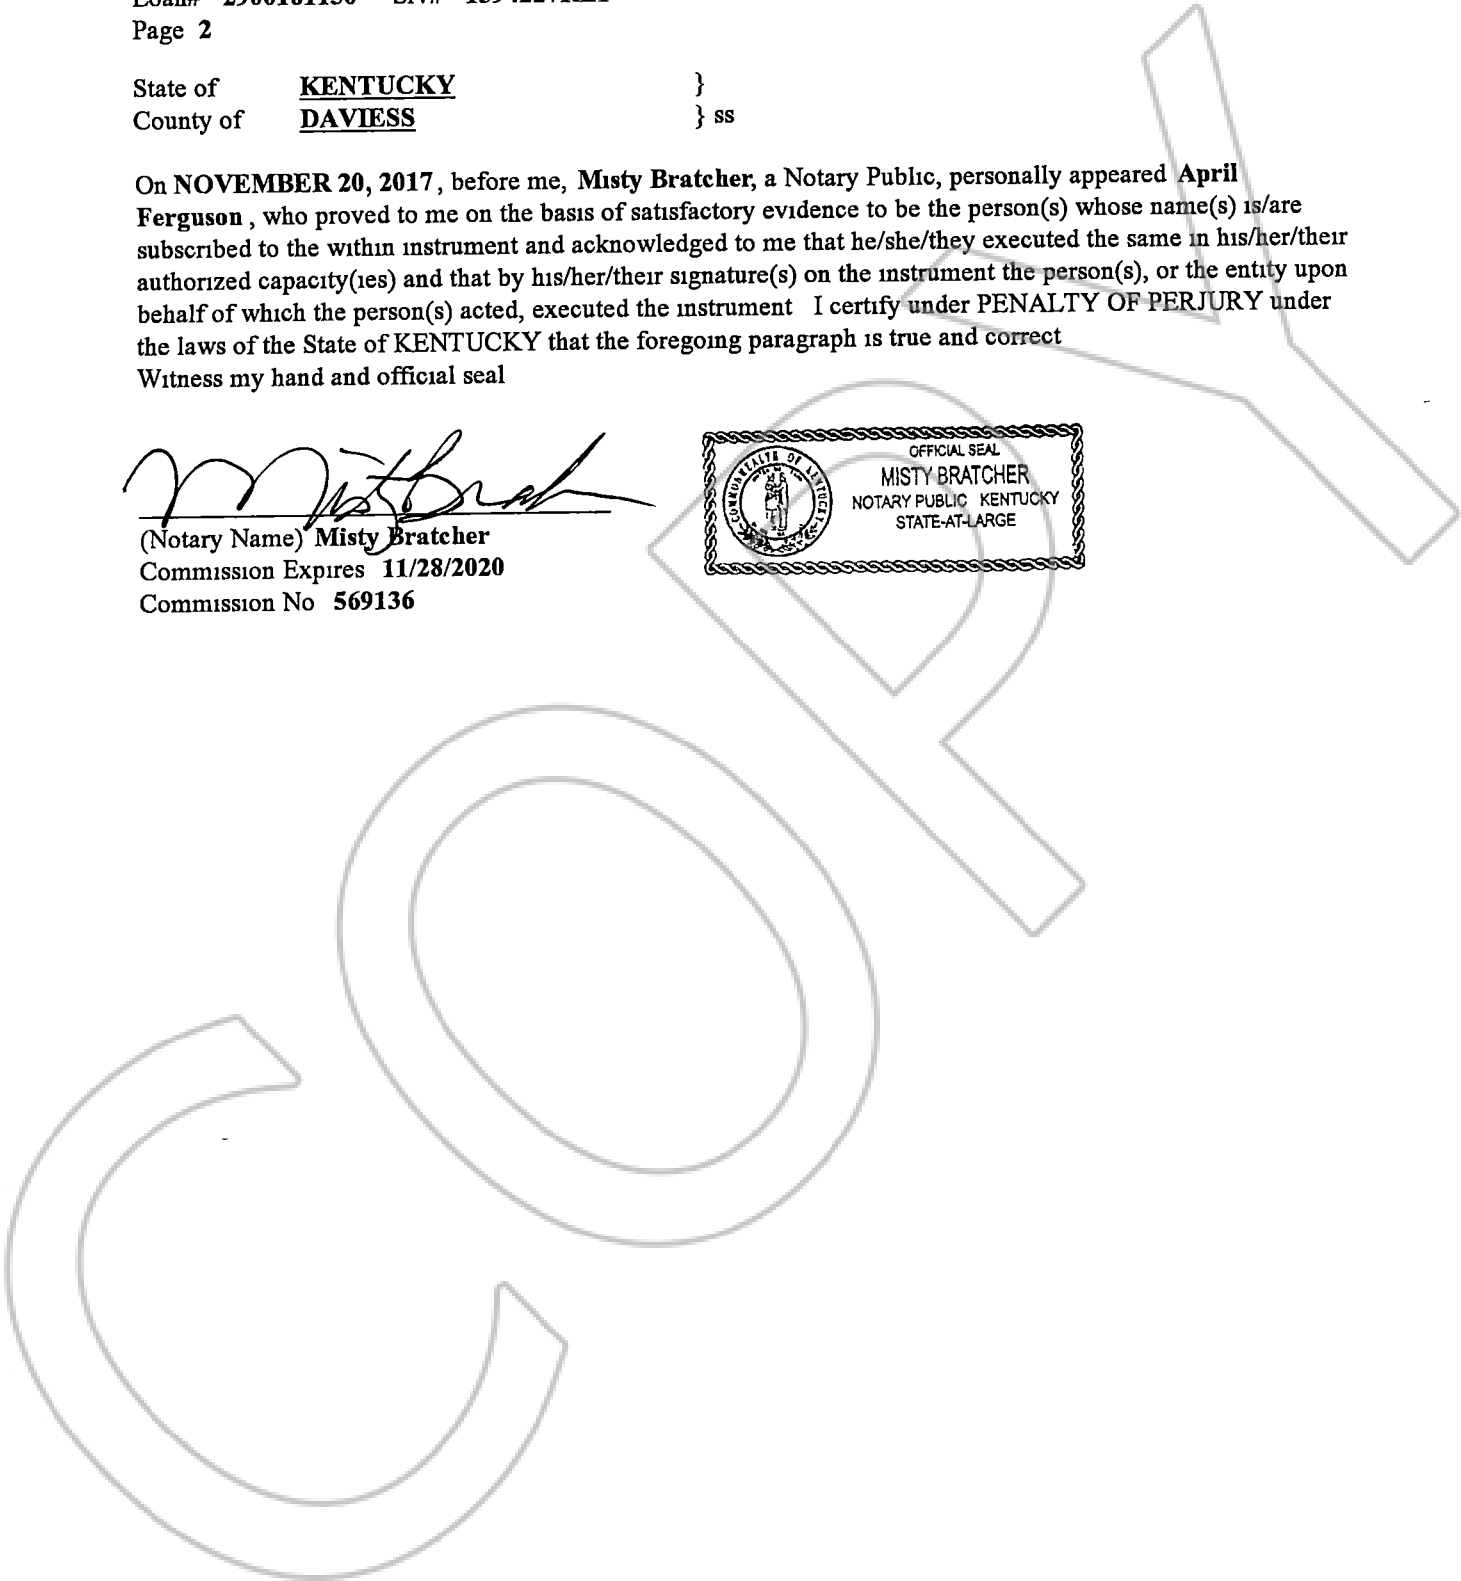 Page 2
State of KENTUCKY }
County of DAVIESS } ss
On NOVEMBER 20, 2017, before me, Misty Bratcher, a Notary Public, personally appeared April
Ferguson , who proved to me on the basis of satisfactory evidence to be the person(s) whose name(s) is/are
subscribed to the within instrument and acknowledged to me that he/she/they executed the same in his/her/their
authorized capacity(ies) and that by his/her/their signature(s) on the instrument the person(s), or the entity upon
behalf of which the person(s) acted, executed the instrument I certify under PENALTY OF PERJURY under
the laws of the State of KENTUCKY that the foregoing paragraph is true and correct
Witness my hand and official seal
Misty Bratcher
OFFICIAL SEAL
MISTY BRATCHER
NOTARY PUBLIC KENTUCKY
STATE-AT-LARGE
COMMONWEALTH OF KENTUCKY
(Notary Name) Misty Bratcher
Commission Expires 11/28/2020
Commission No 569136
COPY